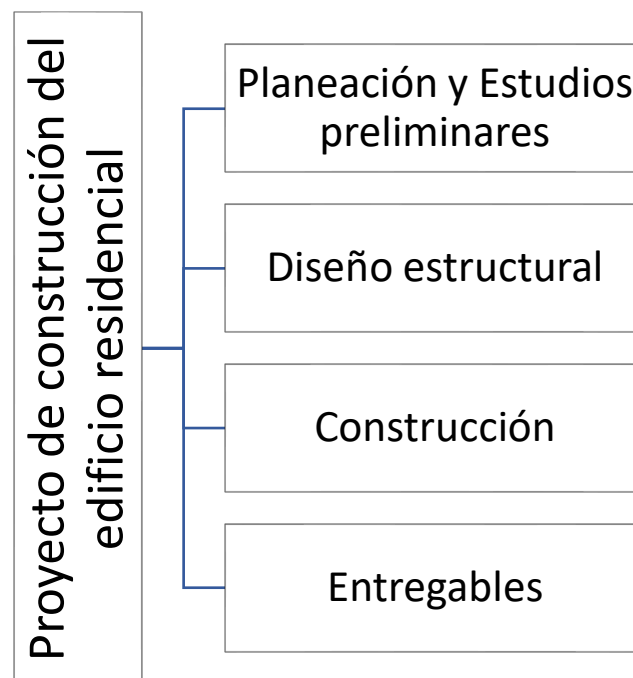 Proyecto de construcción del
edificio residencial
Planeación y Estudios
preliminares
Diseño estructural
Construcción
Entregables